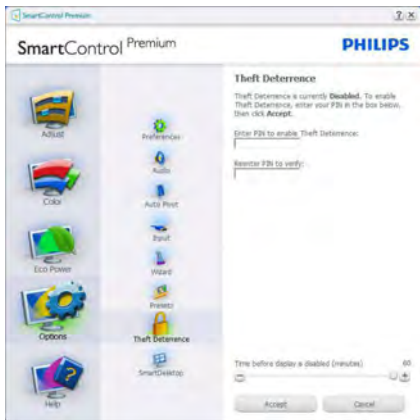 SmartControl Premium
SmartControl Premium
PHILIPS
Adjust
Color
Eco Power
Options
Help
Preferences
Audio
Auto Pivot
Input
Wizard
Presets
Theft Deterrence
SmartDesktop
Theft Deterrence
Theft Deterrence is currently Disabled. To enable
Theft Deterrence, enter your PIN in the box below,
then click Accept.
Enter PIN to enable Theft Deterrence:
Reenter PIN to verify:
Time before display is disabled (minutes) 60
Accept Cancel